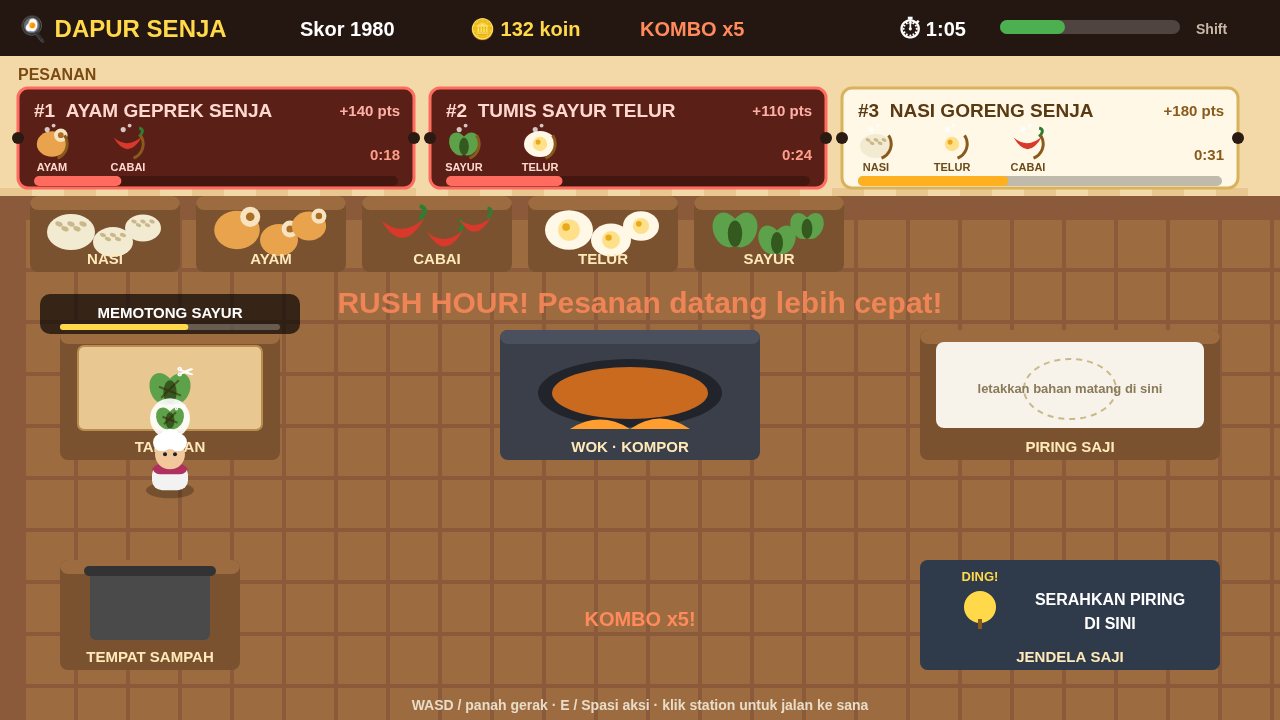 DAPUR SENJA
Skor 1980
132 koin
KOMBO x5
1:05
Shift
PESANAN
#1 AYAM GEPREK SENJA
+140 pts
AYAM
CABAI
0:18
#2 TUMIS SAYUR TELUR
+110 pts
SAYUR
TELUR
0:24
#3 NASI GORENG SENJA
+180 pts
NASI
TELUR
CABAI
0:31
NASI
AYAM
CABAI
TELUR
SAYUR
RUSH HOUR! Pesanan datang lebih cepat!
MEMOTONG SAYUR
letakkan bahan matang di sini
WOK · KOMPOR
PIRING SAJI
TEMPAT SAMPAH
KOMBO x5!
DING!
SERAHKAN PIRING
DI SINI
JENDELA SAJI
WASD / panah gerak · E / Spasi aksi · klik station untuk jalan ke sana